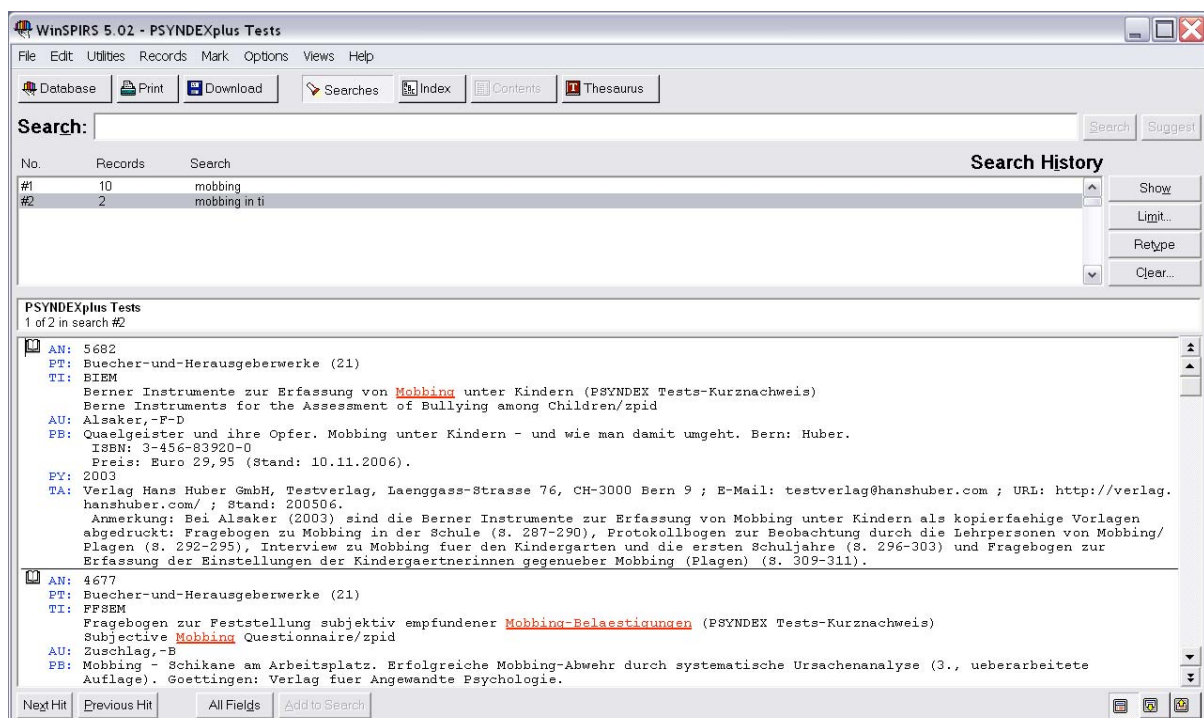 WinSPIRS 5.02 - PSYNDEXplus Tests
File Edit Utilities Records Mark Options Views Help
Database Print Download Searches Index Contents Thesaurus
Search: Search Suggest
No. Records Search Search History
#1 10 mobbing Show
#2 2 mobbing in ti
Limit...
Retype
Clear...
PSYNDEXplus Tests
1 of 2 in search #2
AN: 5682
PT: Buecher-und-Herausgeberwerke (21)
TI: BIEM
Berner Instrumente zur Erfassung von Mobbing unter Kindern (PSYNDEX Tests-Kurznachweis)
Berne Instruments for the Assessment of Bullying among Children/zpid
AU: Alsaker,-F-D
PB: Quaelgeister und ihre Opfer. Mobbing unter Kindern - und wie man damit umgeht. Bern: Huber.
ISBN: 3-456-83920-0
Preis: Euro 29,95 (Stand: 10.11.2006).
PY: 2003
TA: Verlag Hans Huber GmbH, Testverlag, Laenggass-Strasse 76, CH-3000 Bern 9 ; E-Mail: testverlag@hanshuber.com ; URL: http://verlag.
hanshuber.com/ ; Stand: 200506.
Anmerkung: Bei Alsaker (2003) sind die Berner Instrumente zur Erfassung von Mobbing unter Kindern als kopierfaehige Vorlagen
abgedruckt: Fragebogen zu Mobbing in der Schule (S. 287-290), Protokollbogen zur Beobachtung durch die Lehrpersonen von Mobbing/
Plagen (S. 292-295), Interview zu Mobbing fuer den Kindergarten und die ersten Schuljahre (S. 296-303) und Fragebogen zur
Erfassung der Einstellungen der Kindergaertnerinnen gegenueber Mobbing (Plagen) (S. 309-311).
AN: 4677
PT: Buecher-und-Herausgeberwerke (21)
TI: FFSEM
Fragebogen zur Feststellung subjektiv empfundener Mobbing-Belaestigungen (PSYNDEX Tests-Kurznachweis)
Subjective Mobbing Questionnaire/zpid
AU: Zuschlag,-B
PB: Mobbing - Schikane am Arbeitsplatz. Erfolgreiche Mobbing-Abwehr durch systematische Ursachenanalyse (3., ueberarbeitete
Auflage). Goettingen: Verlag fuer Angewandte Psychologie.
Next Hit Previous Hit All Fields Add to Search